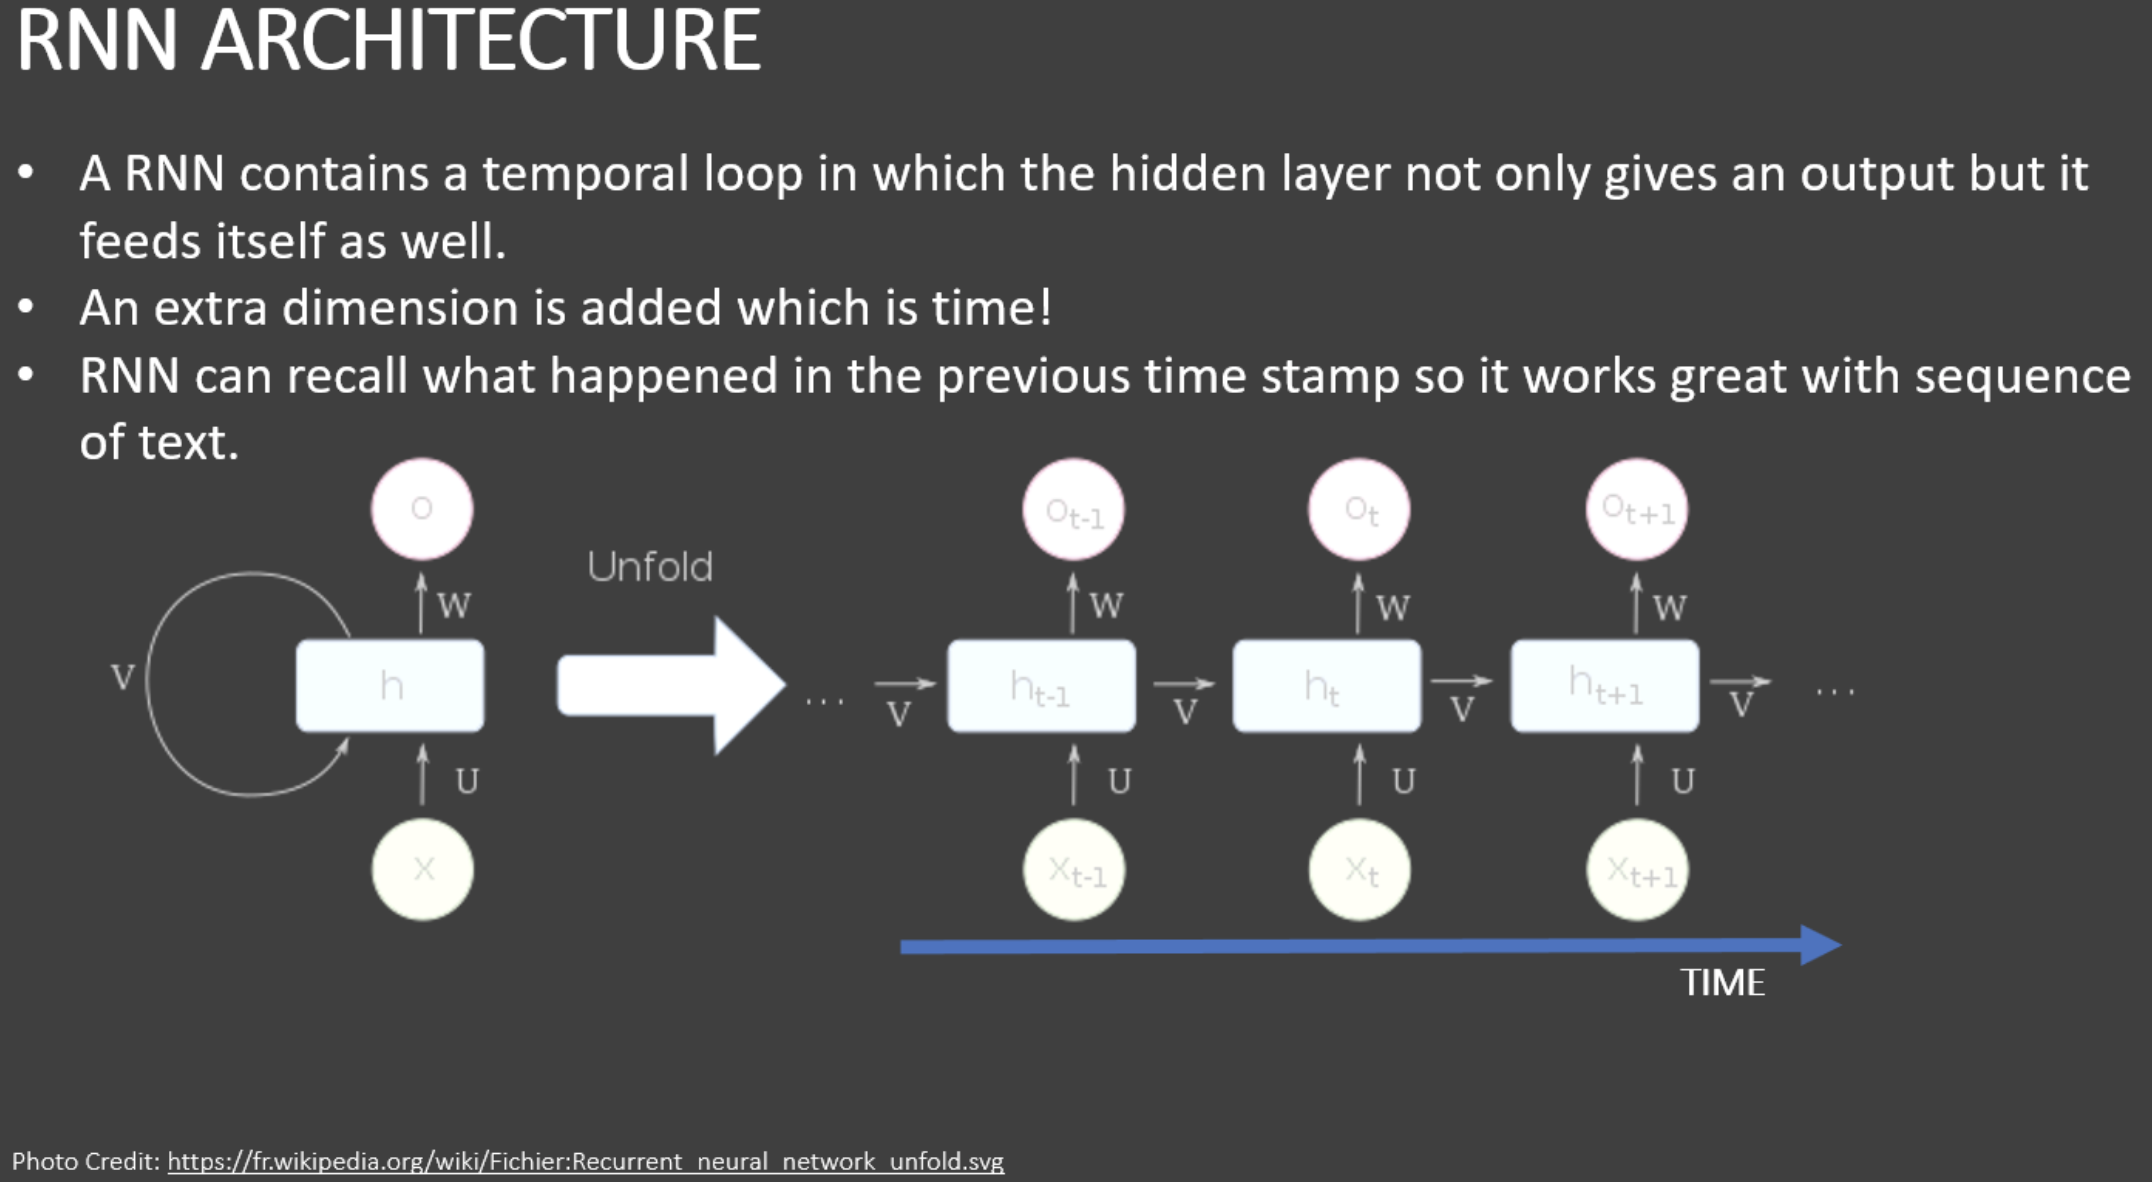 RNN ARCHITECTURE
• A RNN contains a temporal loop in which the hidden layer not only gives an output but it
feeds itself as well.
• An extra dimension is added which is time!
• RNN can recall what happened in the previous time stamp so it works great with sequence
of text.
o
W
V
h
U
x
Unfold
o_{t-1} o_t o_{t+1}
W W W
... V h_{t-1} V h_t V h_{t+1} V ...
U U U
x_{t-1} x_t x_{t+1}
TIME
Photo Credit: https://fr.wikipedia.org/wiki/Fichier:Recurrent_neural_network_unfold.svg